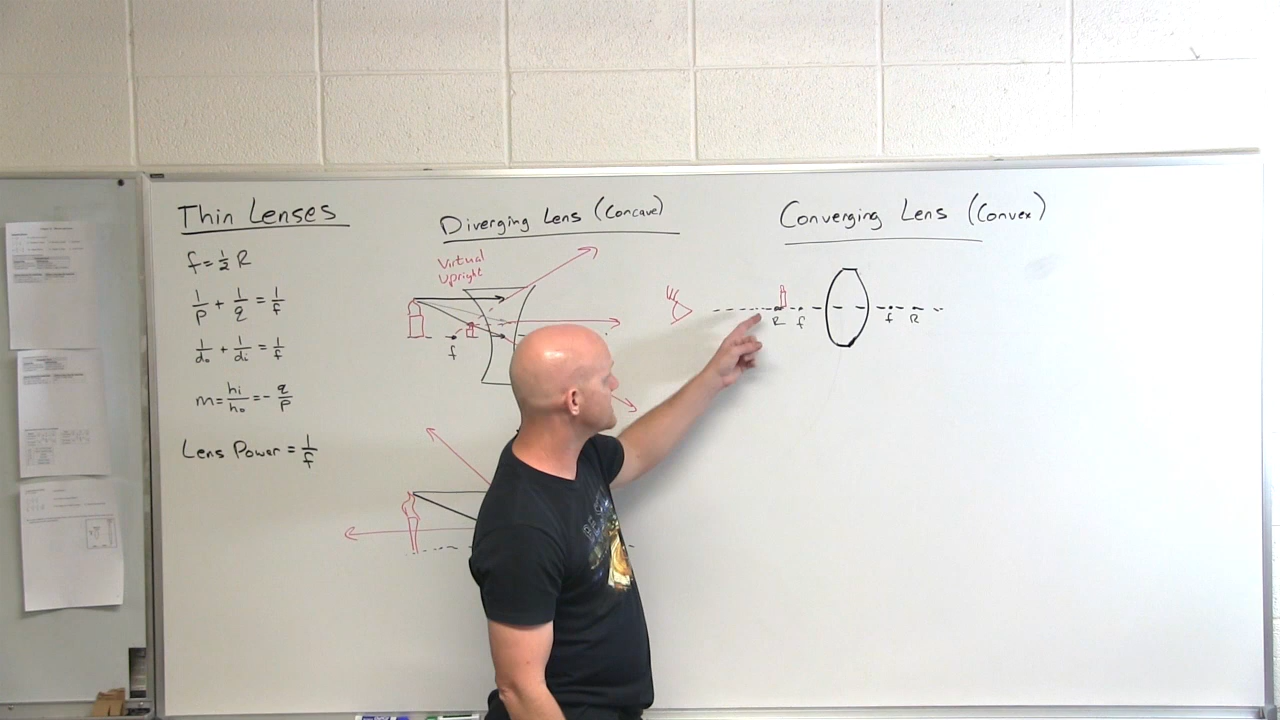 Thin Lenses
f = ½ R
1/p + 1/q = 1/f
1/do + 1/di = 1/f
m = hi/ho = - q/p
Lens Power = 1/f
Diverging Lens (Concave)
Virtual
Upright
f
Converging Lens (Convex)
R f f R